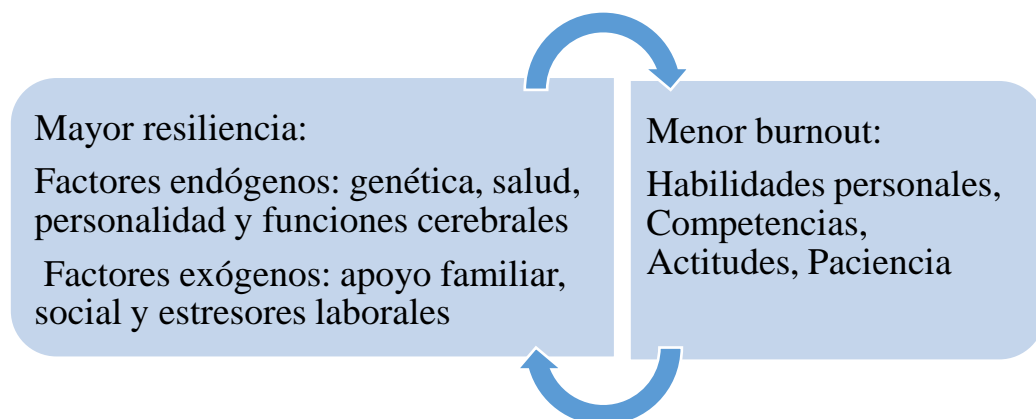 Mayor resiliencia:
Factores endógenos: genética, salud,
personalidad y funciones cerebrales
Factores exógenos: apoyo familiar,
social y estresores laborales
Menor burnout:
Habilidades personales,
Competencias,
Actitudes, Paciencia